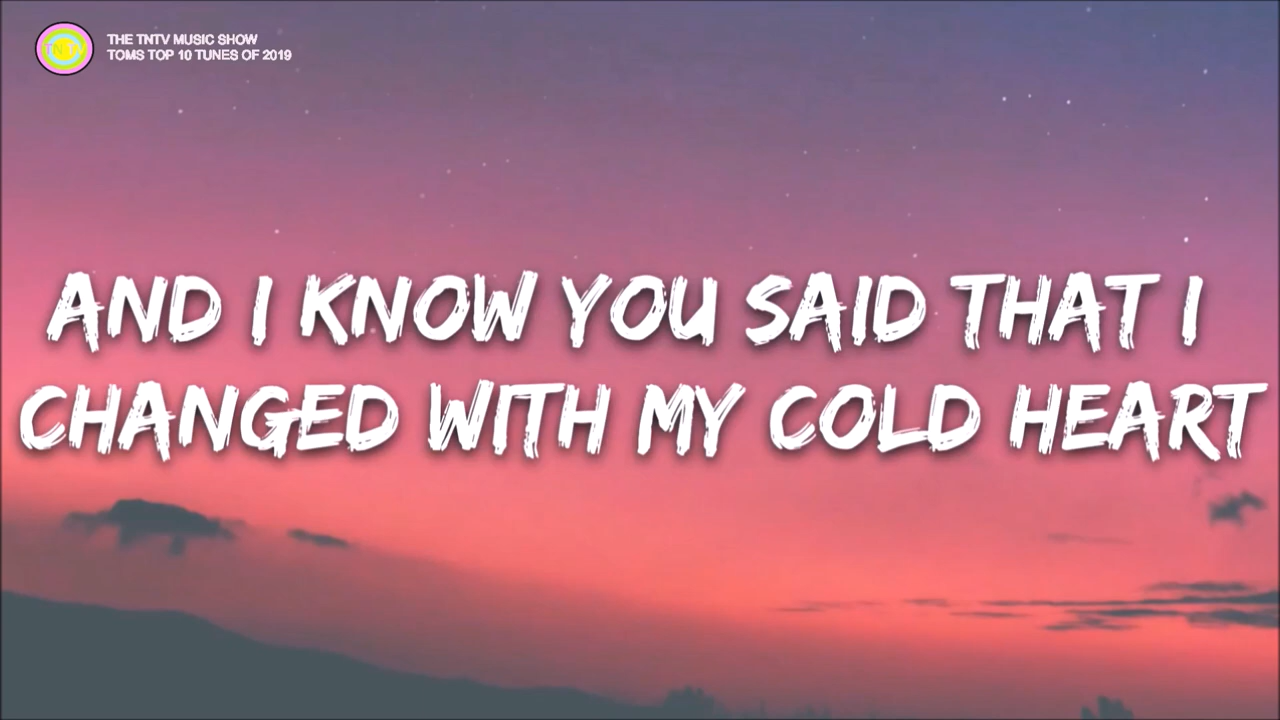 TNTV
THE TNTV MUSIC SHOW
TOMS TOP 10 TUNES OF 2019
AND I KNOW YOU SAID THAT I
CHANGED WITH MY COLD HEART